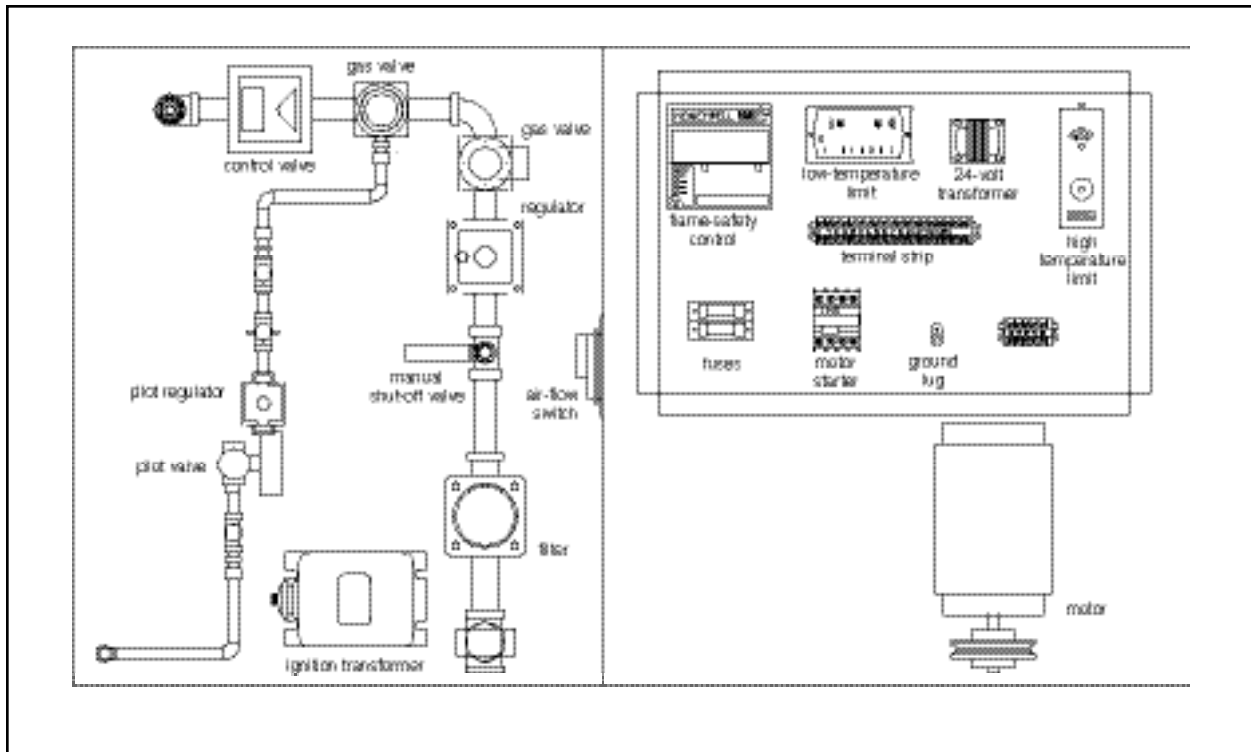 gas valve
gas valve
control valve
regulator
manual
shut-off valve
pilot regulator
pilot valve
filter
ignition transformer
air-flow
switch
HONEYWELL
flame-safety
control
low-temperature
limit
24-volt
transformer
terminal strip
high
temperature
limit
fuses
motor
starter
ground
lug
motor